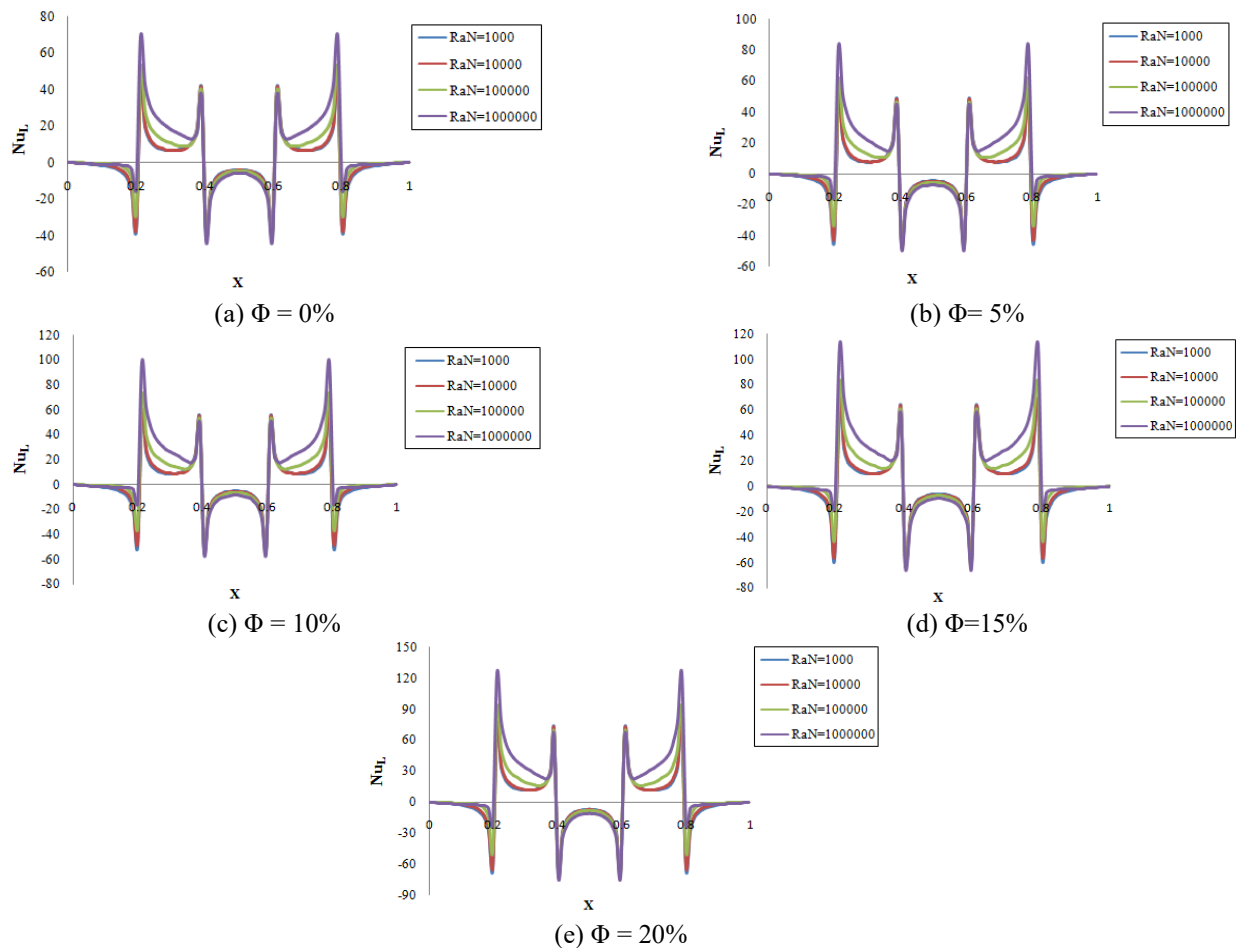 80
60
40
20
0
-20
-40
-60
0
0.2
0.4
0.6
0.8
1
NuL
X
RaN=1000
RaN=10000
RaN=100000
RaN=1000000
(a) Φ = 0%
100
80
60
40
20
0
-20
-40
-60
0
0.2
0.4
0.6
0.8
1
NuL
X
RaN=1000
RaN=10000
RaN=100000
RaN=1000000
(b) Φ= 5%
120
100
80
60
40
20
0
-20
-40
-60
-80
0
0.2
0.4
0.6
0.8
1
NuL
X
RaN=1000
RaN=10000
RaN=100000
RaN=1000000
(c) Φ = 10%
120
100
80
60
40
20
0
-20
-40
-60
-80
0
0.2
0.4
0.6
0.8
1
NuL
X
RaN=1000
RaN=10000
RaN=100000
RaN=1000000
(d) Φ=15%
150
120
90
60
30
0
-30
-60
-90
0
0.2
0.4
0.6
0.8
1
NuL
X
RaN=1000
RaN=10000
RaN=100000
RaN=1000000
(e) Φ = 20%